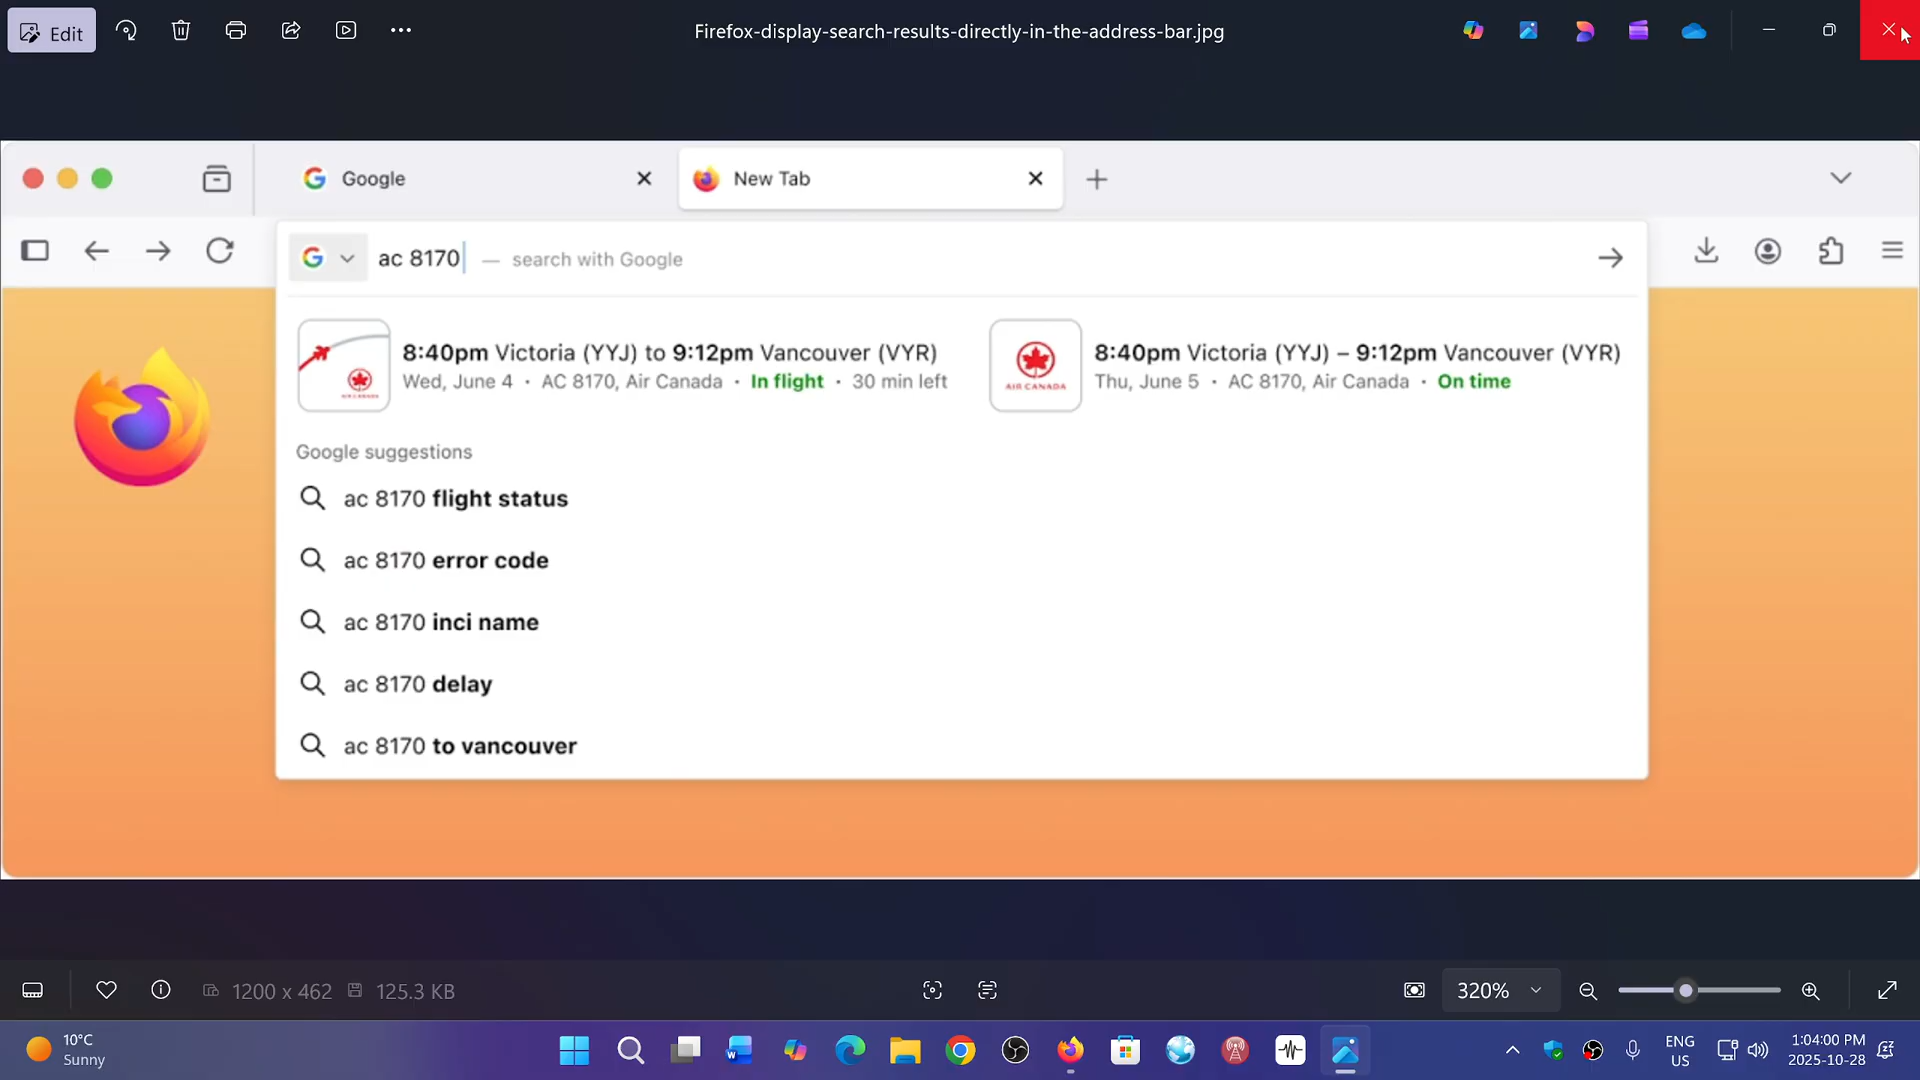 Edit
Firefox-display-search-results-directly-in-the-address-bar.jpg
Google
New Tab
ac 8170 — search with Google
8:40pm Victoria (YYJ) to 9:12pm Vancouver (VYR)
Wed, June 4 · AC 8170, Air Canada · In flight · 30 min left
AIR CANADA
8:40pm Victoria (YYJ) – 9:12pm Vancouver (VYR)
Thu, June 5 · AC 8170, Air Canada · On time
Google suggestions
ac 8170 flight status
ac 8170 error code
ac 8170 inci name
ac 8170 delay
ac 8170 to vancouver
1200 x 462
125.3 KB
320%
10°C
Sunny
ENG
US
1:04:00 PM
2025-10-28